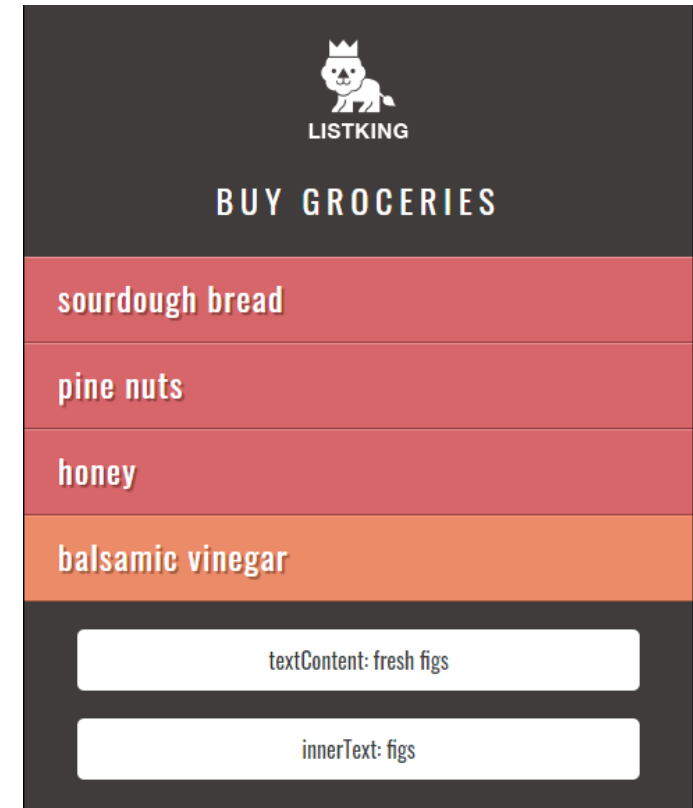 LISTKING
BUY GROCERIES
sourdough bread
pine nuts
honey
balsamic vinegar
textContent: fresh figs
innerText: figs